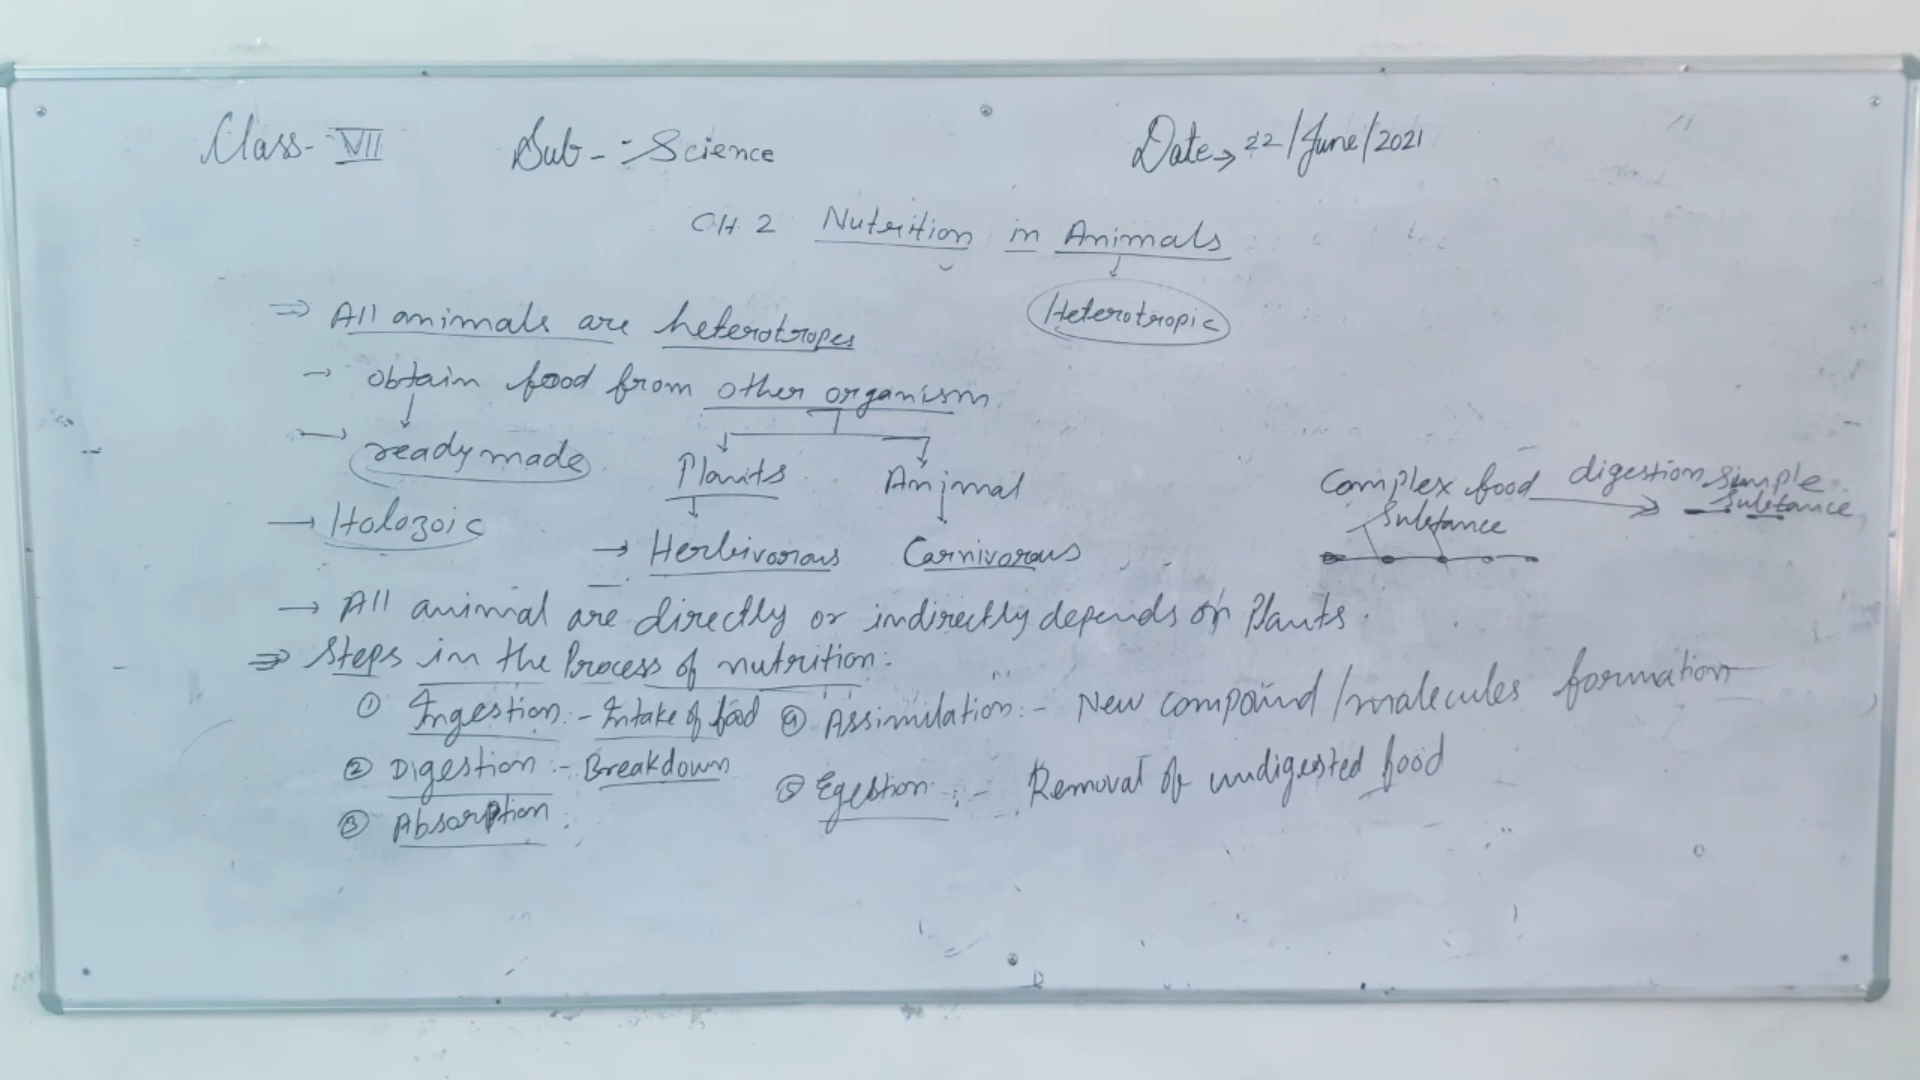 Class- VII Sub-:- Science Date→ 22/June/2021
CH. 2 Nutrition in Animals
Heterotropic
⇒ All animals are heterotropes
→ obtain food from other organism.
→ readymade
Plants Animal
→ Holozoic
→ Herbivorous Carnivorous
Complex food digestion simple
Substance substance
→ All animal are directly or indirectly depends on Plants.
⇒ Steps in the Process of nutrition:
① Ingestion:- Intake of food ④ Assimilation:- New compound/molecules formation
② Digestion:- Breakdown ⑤ Egestion:- Removal of undigested food
③ Absorption: